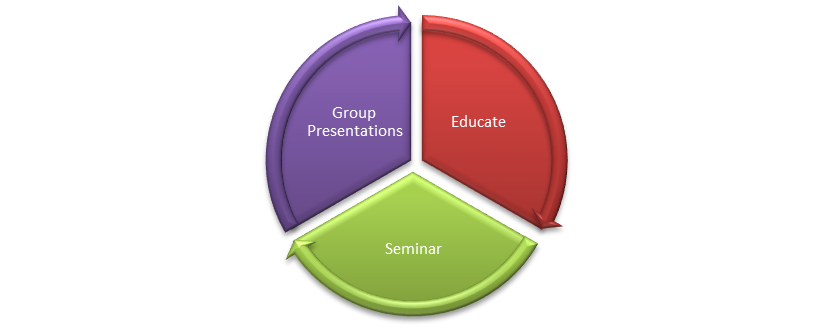 Group
Presentations
Educate
Seminar